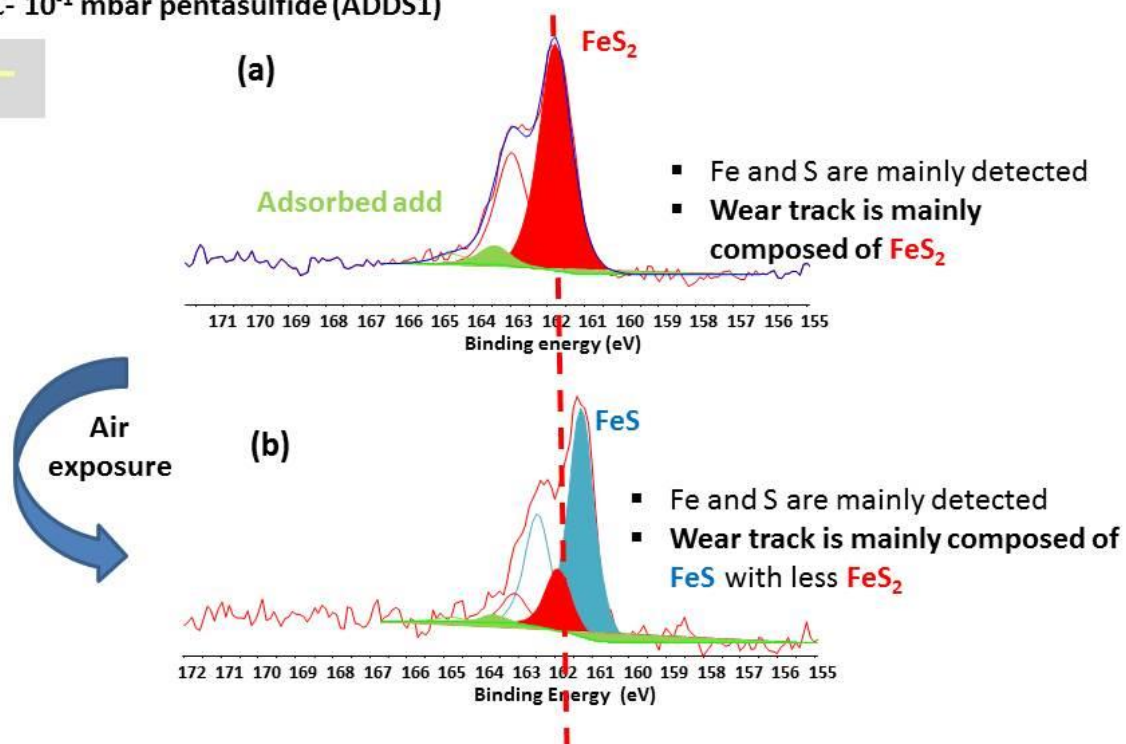 10⁻¹ mbar pentasulfide (ADDS1)
(a)
FeS₂
Adsorbed add
▪ Fe and S are mainly detected
▪ Wear track is mainly
composed of FeS₂
171 170 169 168 167 166 165 164 163 162 161 160 159 158 157 156 155
Binding energy (eV)
Air
exposure
(b)
FeS
▪ Fe and S are mainly detected
▪ Wear track is mainly composed of
FeS with less FeS₂
172 171 170 169 168 167 166 165 164 163 162 161 160 159 158 157 156 155
Binding Energy (eV)